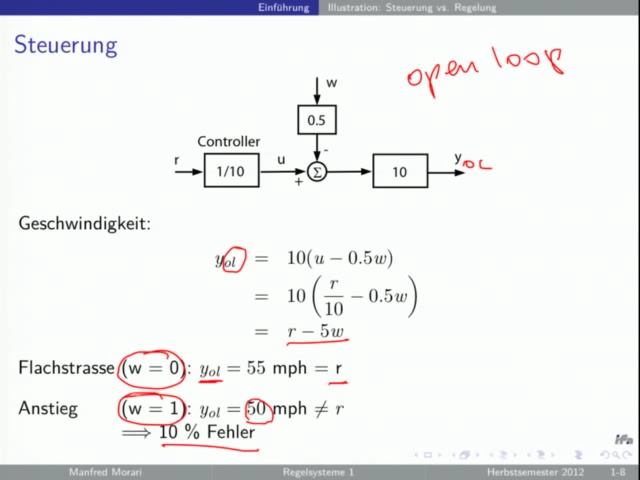 Einführung Illustration: Steuerung vs. Regelung
Steuerung
open loop
w
0.5
Controller
-
r 1/10 u + Σ 10 y OL
Geschwindigkeit:
y_ol = 10(u − 0.5w)
= 10 (r/10 − 0.5w)
= r − 5w
Flachstrasse (w = 0): y_ol = 55 mph = r
Anstieg (w = 1): y_ol = 50 mph ≠ r
⟹ 10 % Fehler
ifa
Manfred Morari Regelsysteme 1 Herbstsemester 2012 1-8